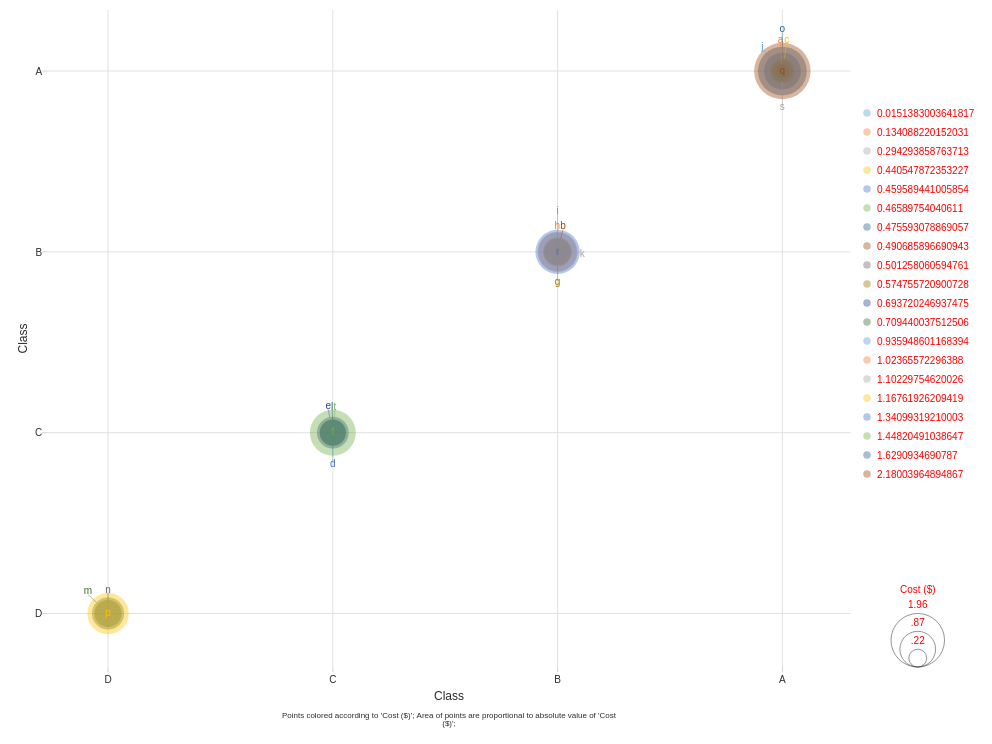 o
a c
j
A
q
s
i
h b
B
r
k
g
e l t
C
f
d
m
n
D
p
D
C
B
A
Class
Class
Points colored according to 'Cost ($)'; Area of points are proportional to absolute value of 'Cost
($)';
0.0151383003641817
0.134088220152031
0.294293858763713
0.440547872353227
0.459589441005854
0.46589754040611
0.475593078869057
0.490685896690943
0.501258060594761
0.574755720900728
0.693720246937475
0.709440037512506
0.935948601168394
1.02365572296388
1.10229754620026
1.16761926209419
1.34099319210003
1.44820491038647
1.6290934690787
2.18003964894867
Cost ($)
1.96
.87
.22